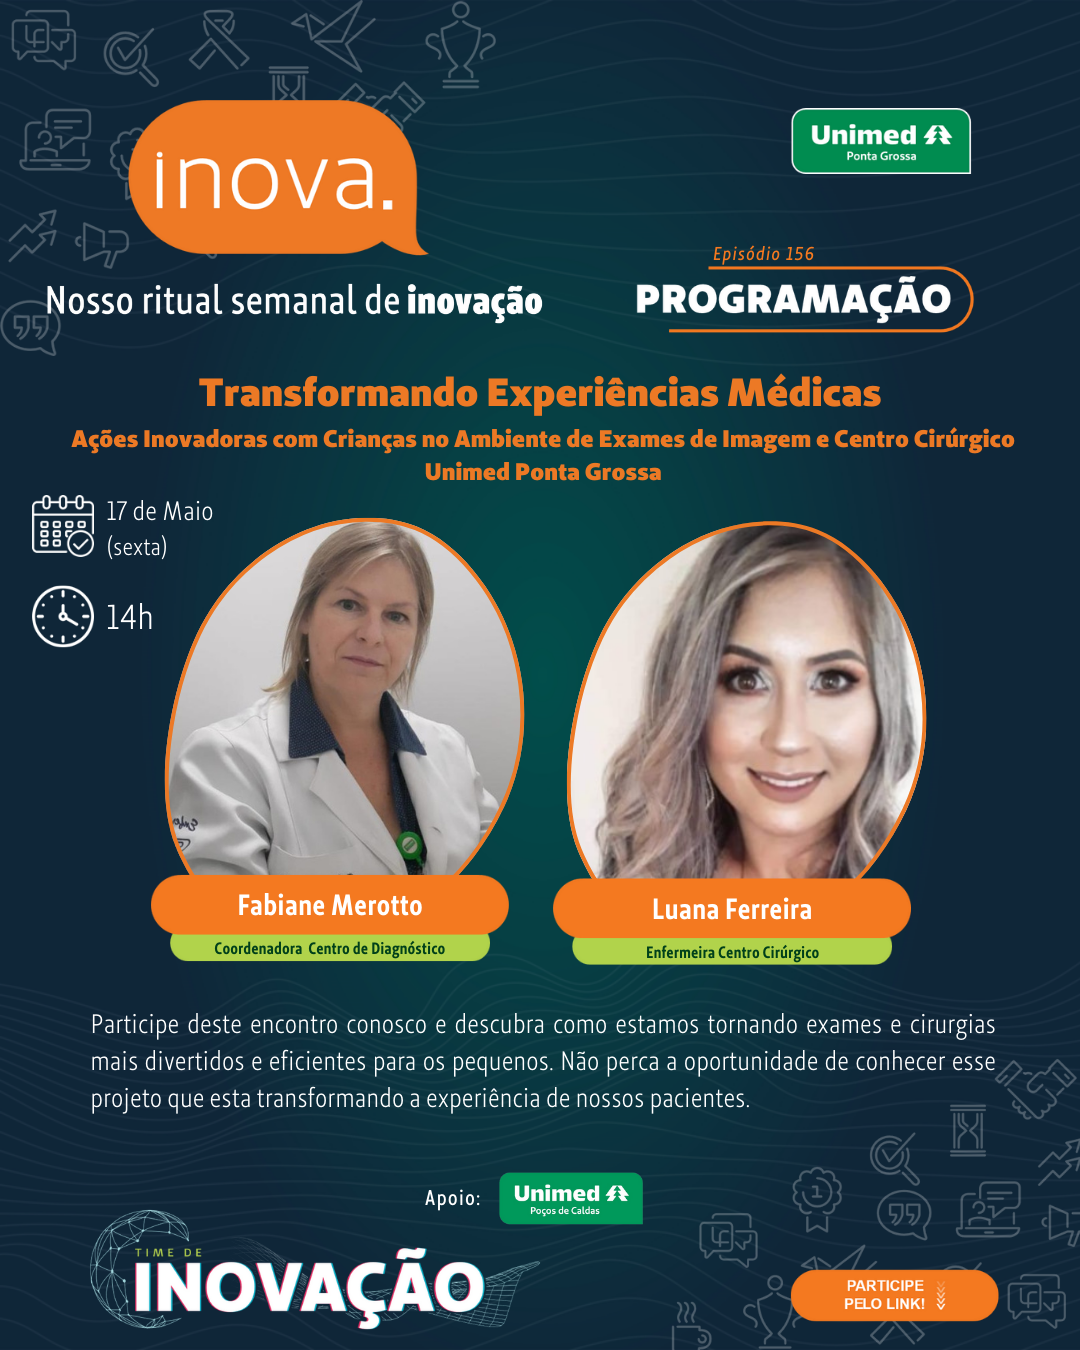 inova.
Unimed
Ponta Grossa
Nosso ritual semanal de inovação
Episódio 156
PROGRAMAÇÃO
Transformando Experiências Médicas
Ações Inovadoras com Crianças no Ambiente de Exames de Imagem e Centro Cirúrgico
Unimed Ponta Grossa
17 de Maio
(sexta)
14h
Fabiane Merotto
Coordenadora Centro de Diagnóstico
Luana Ferreira
Enfermeira Centro Cirúrgico
Participe deste encontro conosco e descubra como estamos tornando exames e cirurgias
mais divertidos e eficientes para os pequenos. Não perca a oportunidade de conhecer esse
projeto que esta transformando a experiência de nossos pacientes.
Apoio:
Unimed
Poços de Caldas
TIME DE
INOVAÇÃO
1
PARTICIPE
PELO LINK!